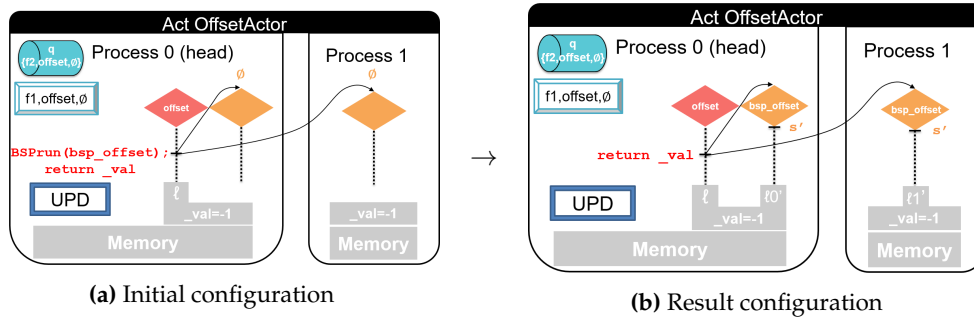 Act OffsetActor
q
{f2,offset,∅}
Process 0 (head)
Process 1
f1,offset,∅
∅
∅
offset
BSPrun(bsp_offset);
return _val
UPD
ℓ
_val=-1
_val=-1
Memory
Memory
(a) Initial configuration
→
Act OffsetActor
q
{f2,offset,∅}
Process 0 (head)
Process 1
f1,offset,∅
offset
bsp_offset
bsp_offset
s'
s'
return _val
UPD
ℓ
ℓ0'
ℓ1'
_val=-1
_val=-1
Memory
Memory
(b) Result configuration